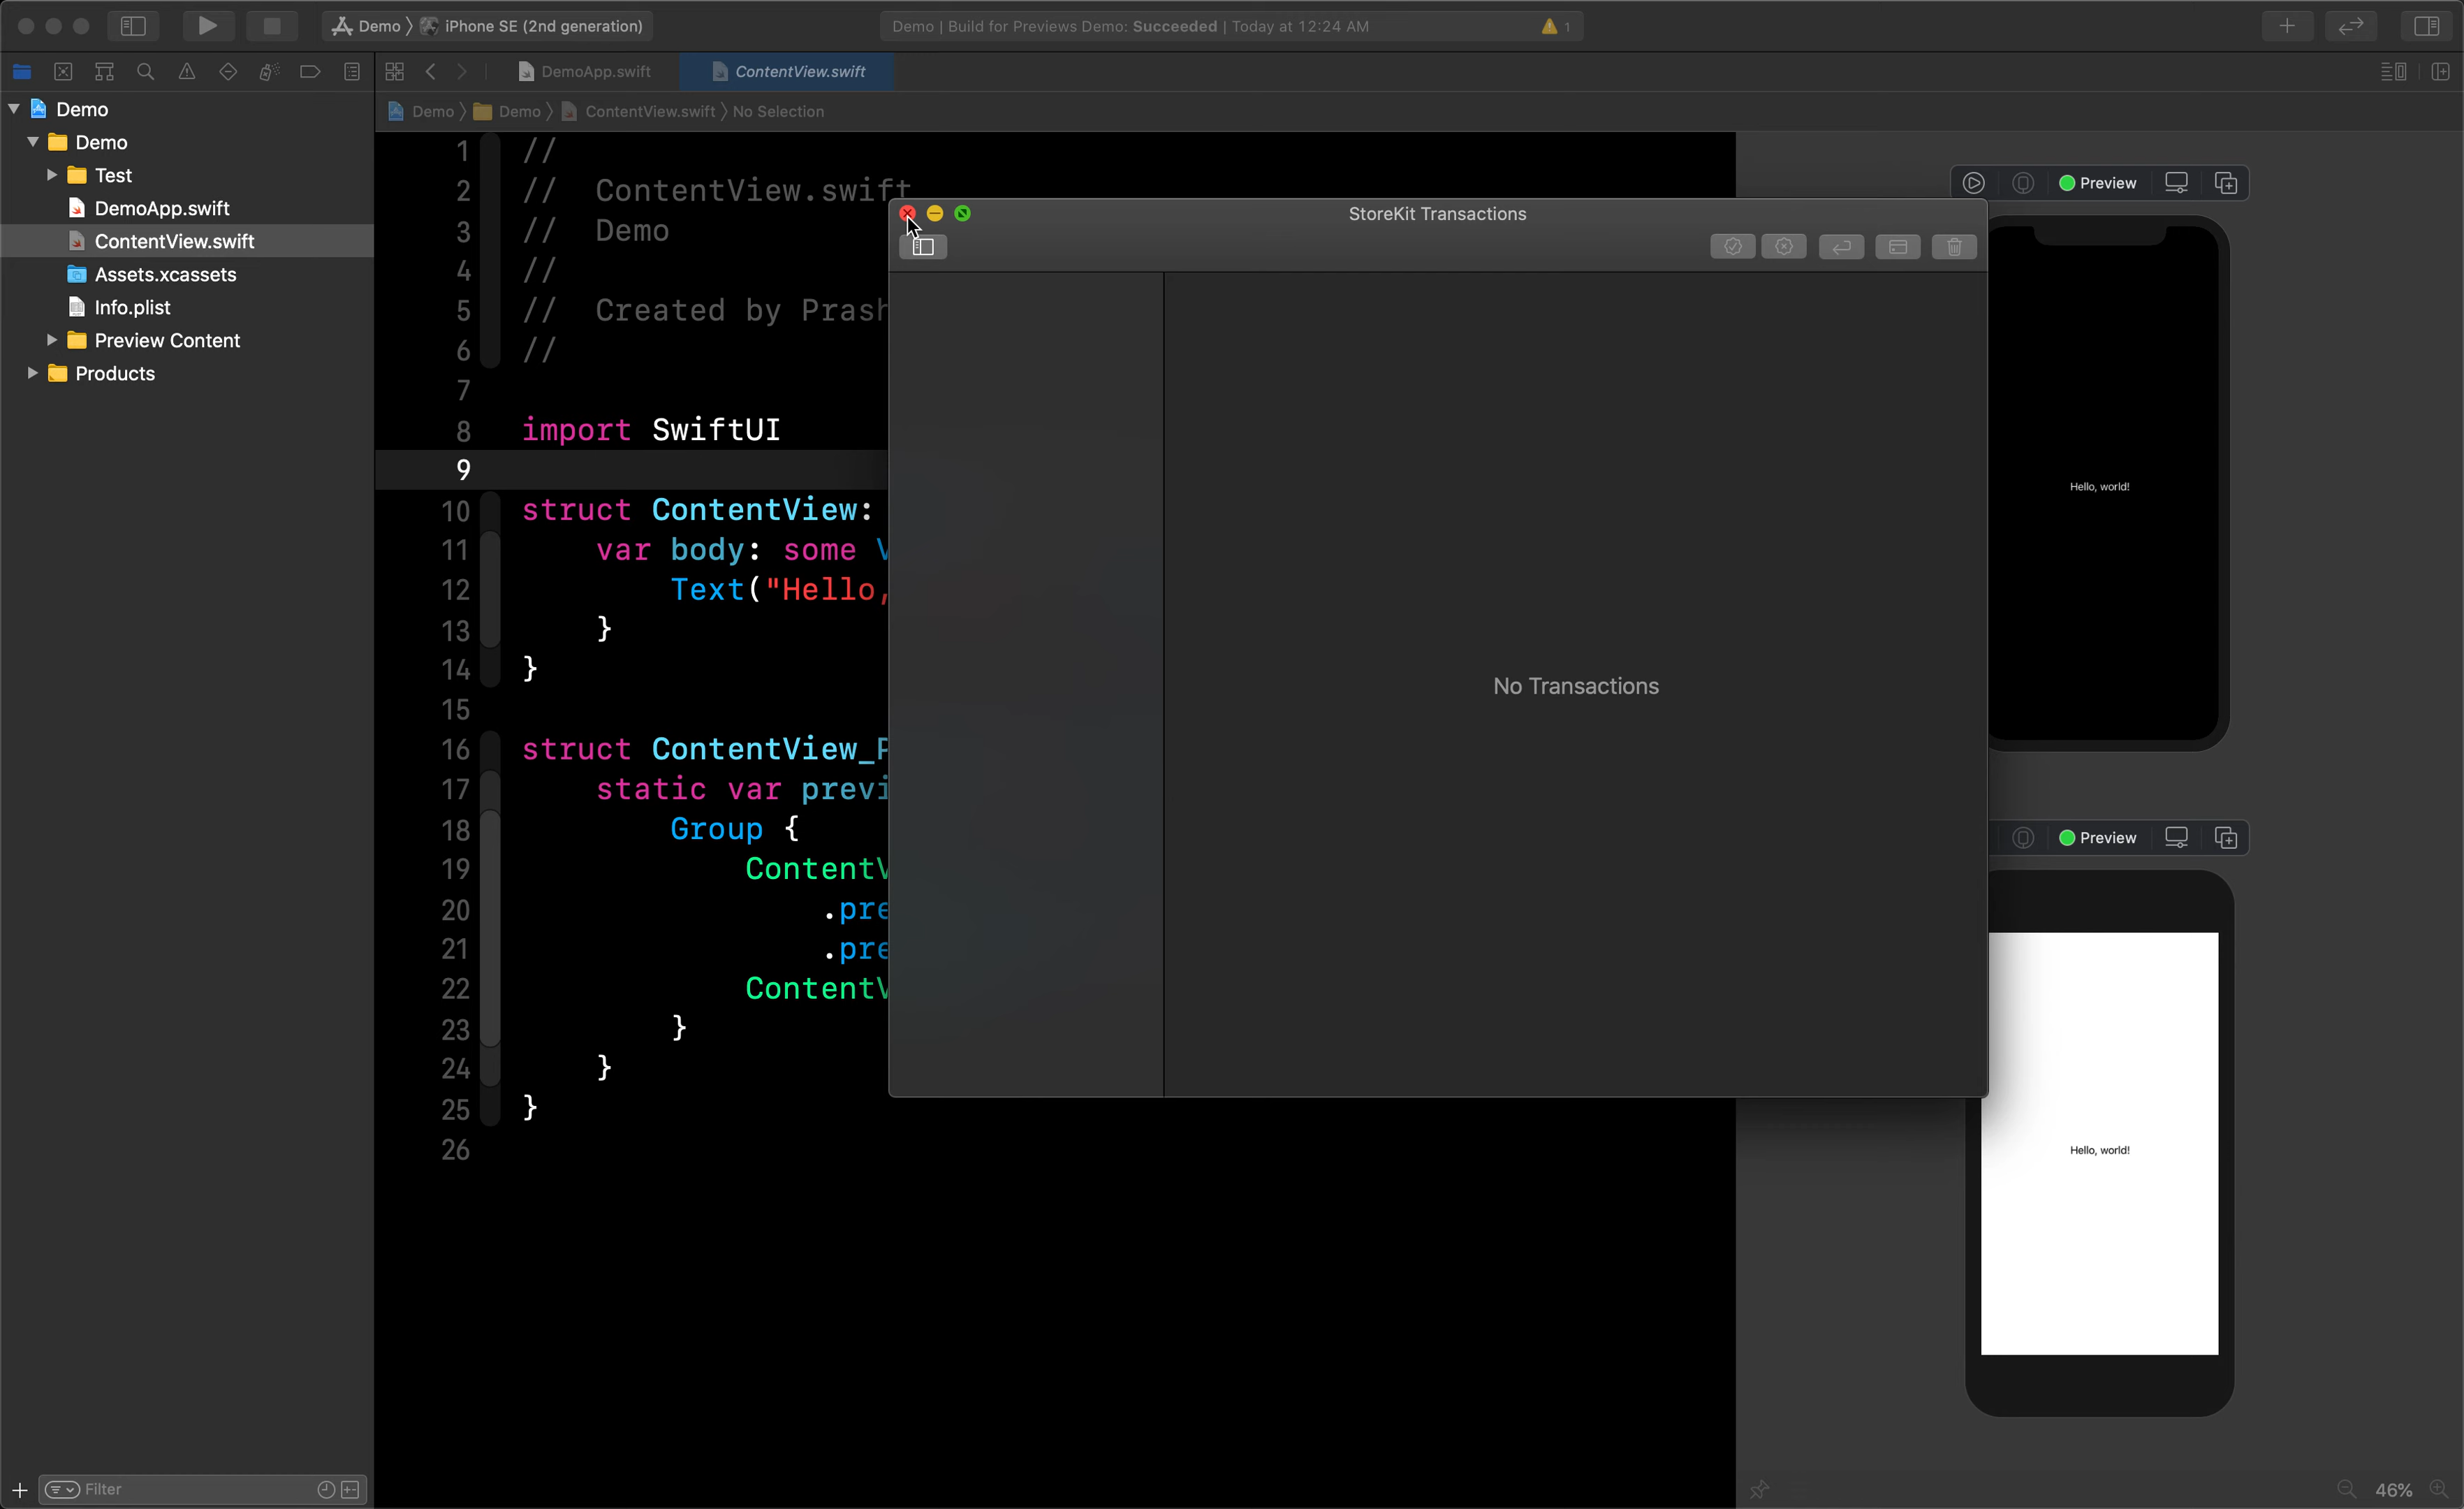 Demo 〉 iPhone SE (2nd generation)
Demo | Build for Previews Demo: Succeeded | Today at 12:24 AM
1
DemoApp.swift
ContentView.swift
Demo
Demo
Test
DemoApp.swift
ContentView.swift
Assets.xcassets
Info.plist
Preview Content
Products
Filter
Demo 〉 Demo 〉 ContentView.swift 〉 No Selection
1 //
2 //  ContentView.swift
3 //  Demo
4 //
5 //  Created by Prash
6 //
7
8 import SwiftUI
9
10 struct ContentView:
11     var body: some V
12         Text("Hello,
13     }
14 }
15
16 struct ContentView_P
17     static var previ
18         Group {
19             ContentV
20                 .pre
21                 .pre
22             ContentV
23         }
24     }
25 }
26
StoreKit Transactions
No Transactions
Preview
Hello, world!
Preview
Hello, world!
46%